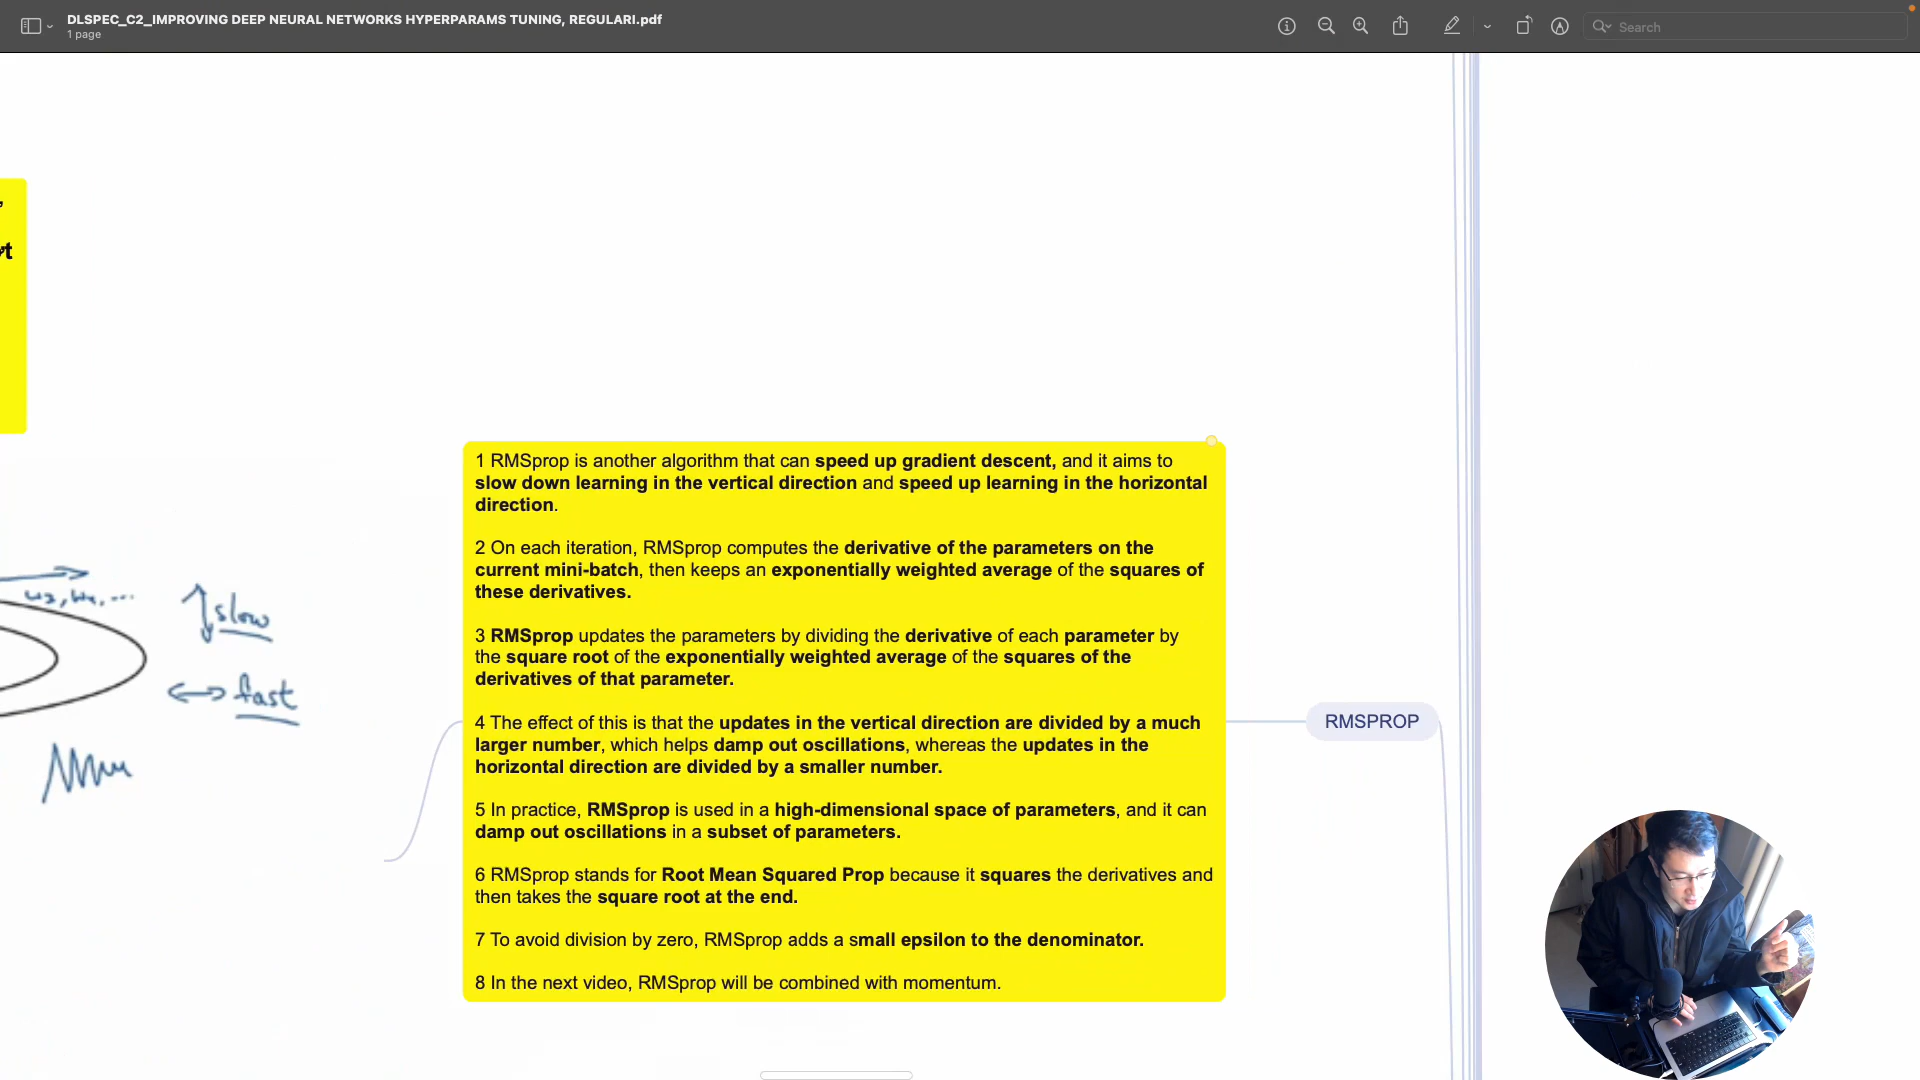 DLSPEC_C2_IMPROVING DEEP NEURAL NETWORKS HYPERPARAMS TUNING, REGULARI.pdf
1 page
Search
1 RMSprop is another algorithm that can speed up gradient descent, and it aims to
slow down learning in the vertical direction and speed up learning in the horizontal
direction.
2 On each iteration, RMSprop computes the derivative of the parameters on the
current mini-batch, then keeps an exponentially weighted average of the squares of
these derivatives.
3 RMSprop updates the parameters by dividing the derivative of each parameter by
the square root of the exponentially weighted average of the squares of the
derivatives of that parameter.
4 The effect of this is that the updates in the vertical direction are divided by a much
larger number, which helps damp out oscillations, whereas the updates in the
horizontal direction are divided by a smaller number.
5 In practice, RMSprop is used in a high-dimensional space of parameters, and it can
damp out oscillations in a subset of parameters.
6 RMSprop stands for Root Mean Squared Prop because it squares the derivatives and
then takes the square root at the end.
7 To avoid division by zero, RMSprop adds a small epsilon to the denominator.
8 In the next video, RMSprop will be combined with momentum.
RMSPROP
slow
fast